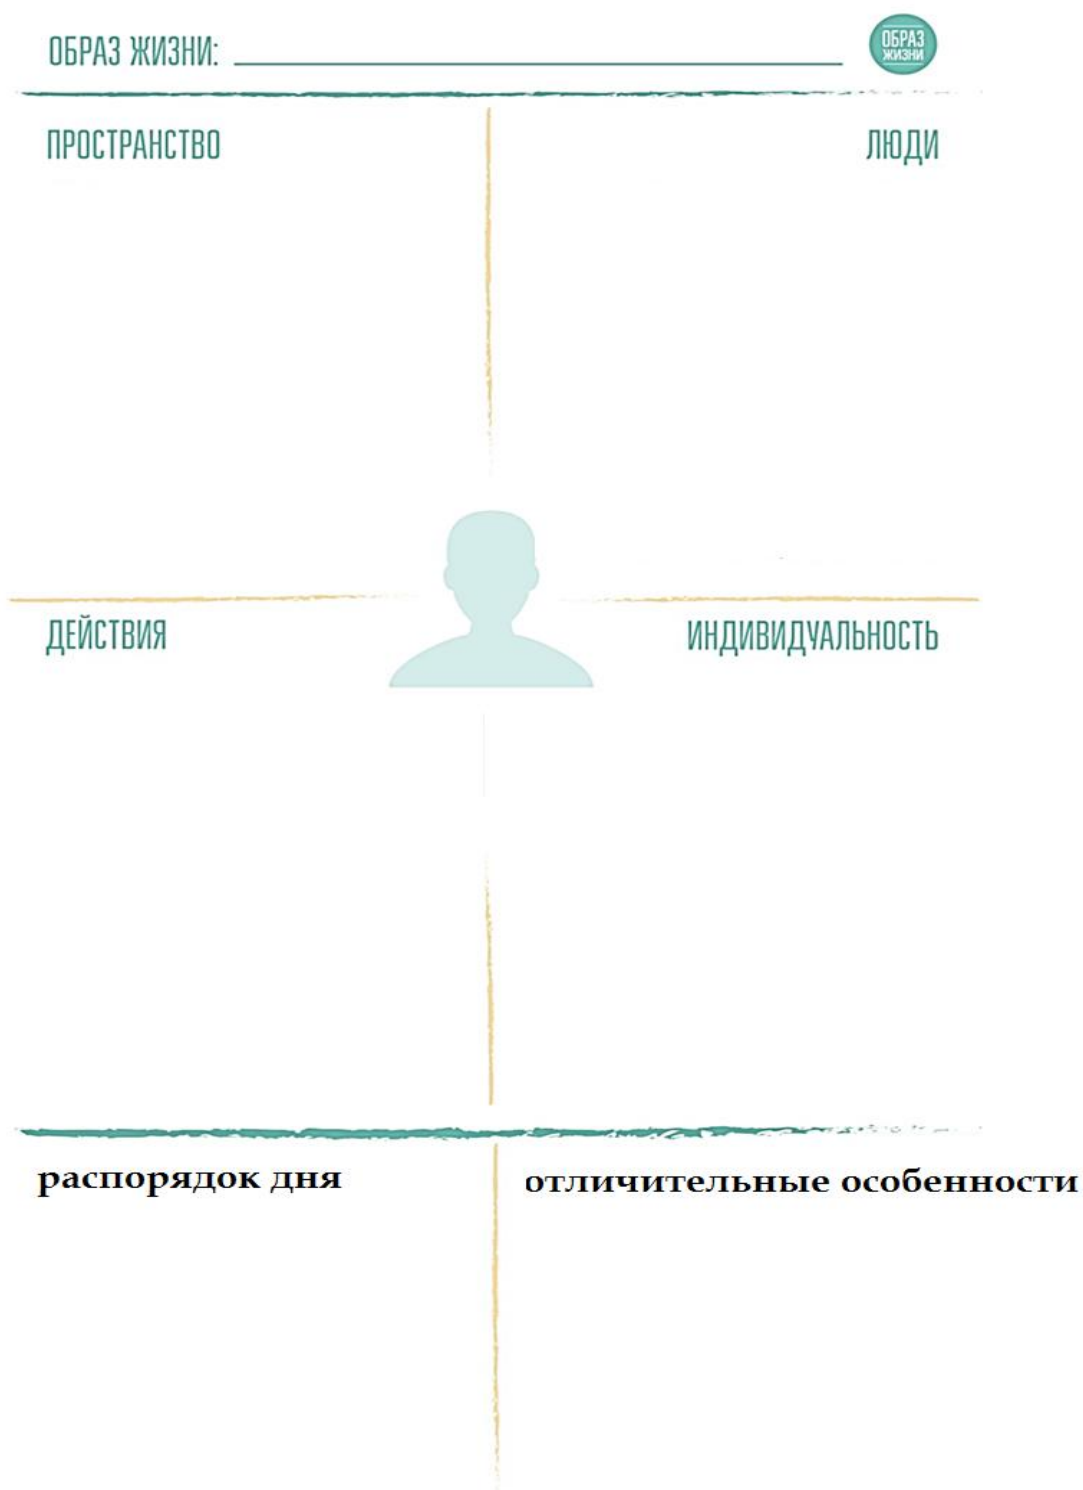 ОБРАЗ ЖИЗНИ:
ОБРАЗ
ЖИЗНИ
ПРОСТРАНСТВО
ЛЮДИ
ДЕЙСТВИЯ
ИНДИВИДУАЛЬНОСТЬ
распорядок дня
отличительные особенности